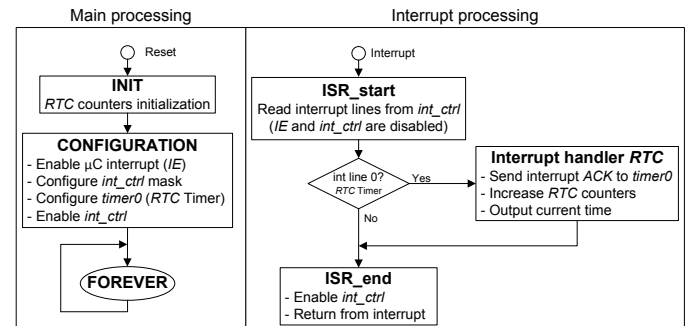 Main processing
Reset
INIT
RTC counters initialization
CONFIGURATION
- Enable μC interrupt (IE)
- Configure int_ctrl mask
- Configure timer0 (RTC Timer)
- Enable int_ctrl
FOREVER
Interrupt processing
Interrupt
ISR_start
Read interrupt lines from int_ctrl
(IE and int_ctrl are disabled)
int line 0?
RTC Timer
Yes
No
Interrupt handler RTC
- Send interrupt ACK to timer0
- Increase RTC counters
- Output current time
ISR_end
- Enable int_ctrl
- Return from interrupt